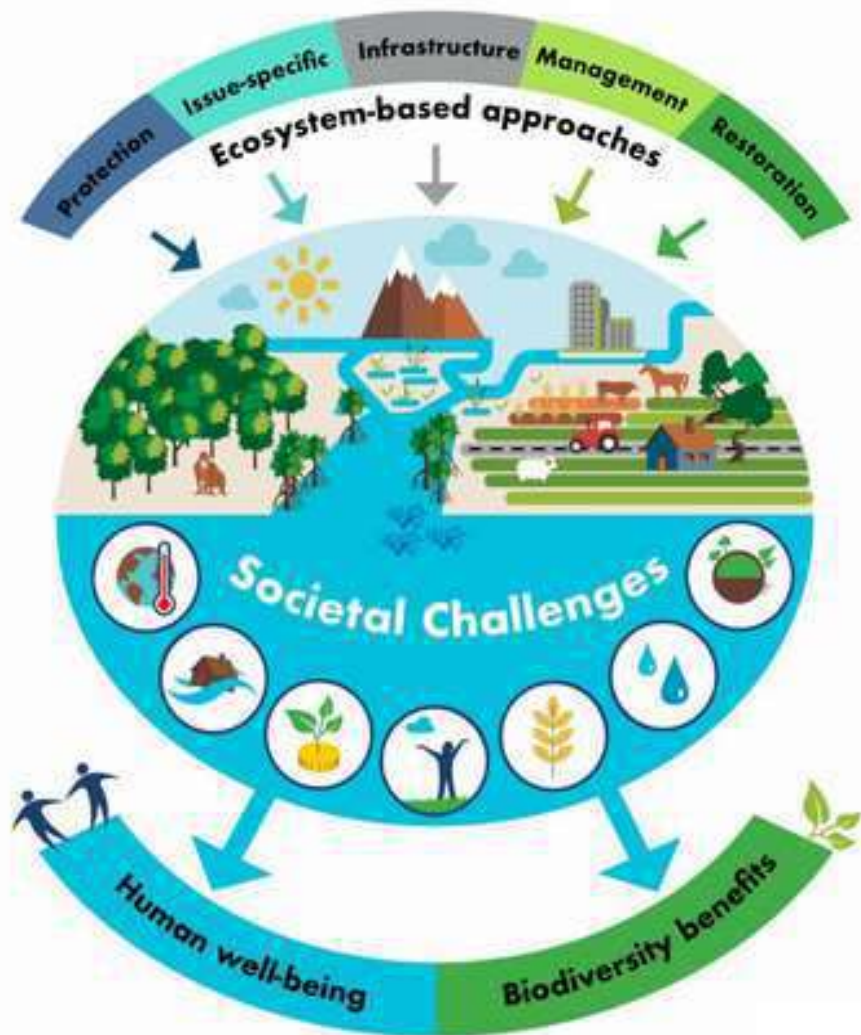 Protection
Issue-specific
Infrastructure
Management
Restoration
Ecosystem-based approaches
Societal Challenges
Human well-being
Biodiversity benefits